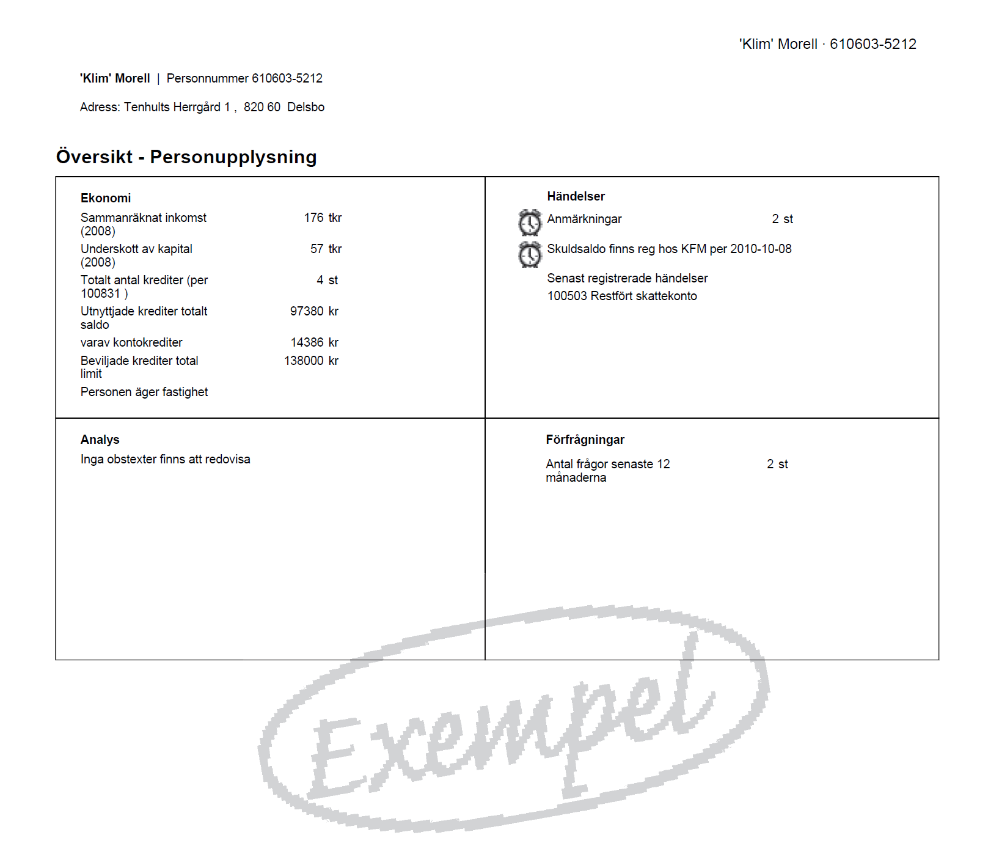 'Klim' Morell · 610603-5212
'Klim' Morell | Personnummer 610603-5212
Adress: Tenhults Herrgård 1 , 820 60 Delsbo
Översikt - Personupplysning
Ekonomi
Sammanräknat inkomst 176 tkr
(2008)
Underskott av kapital 57 tkr
(2008)
Totalt antal krediter (per 4 st
100831 )
Utnyttjade krediter totalt 97380 kr
saldo
varav kontokrediter 14386 kr
Beviljade krediter total 138000 kr
limit
Personen äger fastighet
Händelser
Anmärkningar 2 st
Skuldsaldo finns reg hos KFM per 2010-10-08
Senast registrerade händelser
100503 Restfört skattekonto
Analys
Inga obstexter finns att redovisa
Förfrågningar
Antal frågor senaste 12 2 st
månaderna
Exempel